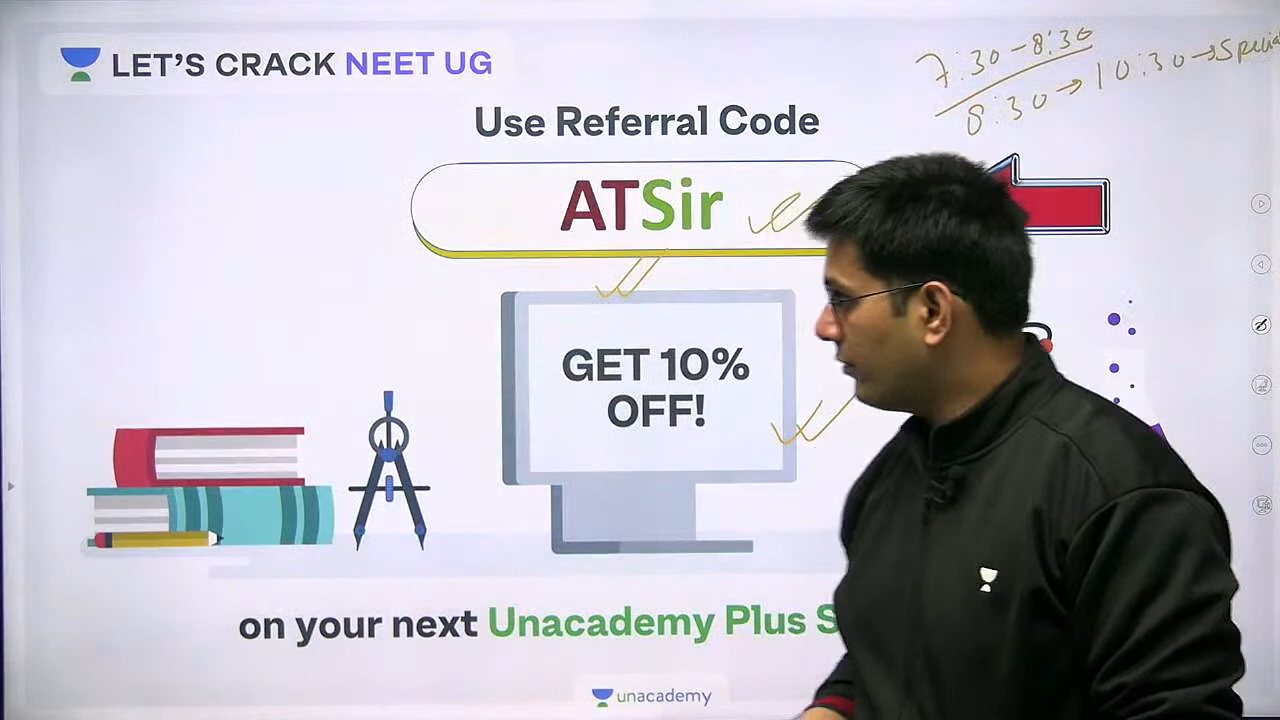 LET'S CRACK NEET UG
7:30-8:30
8:30→10:30→Special
Use Referral Code
ATSir
GET 10%
OFF!
on your next Unacademy Plus S
unacademy